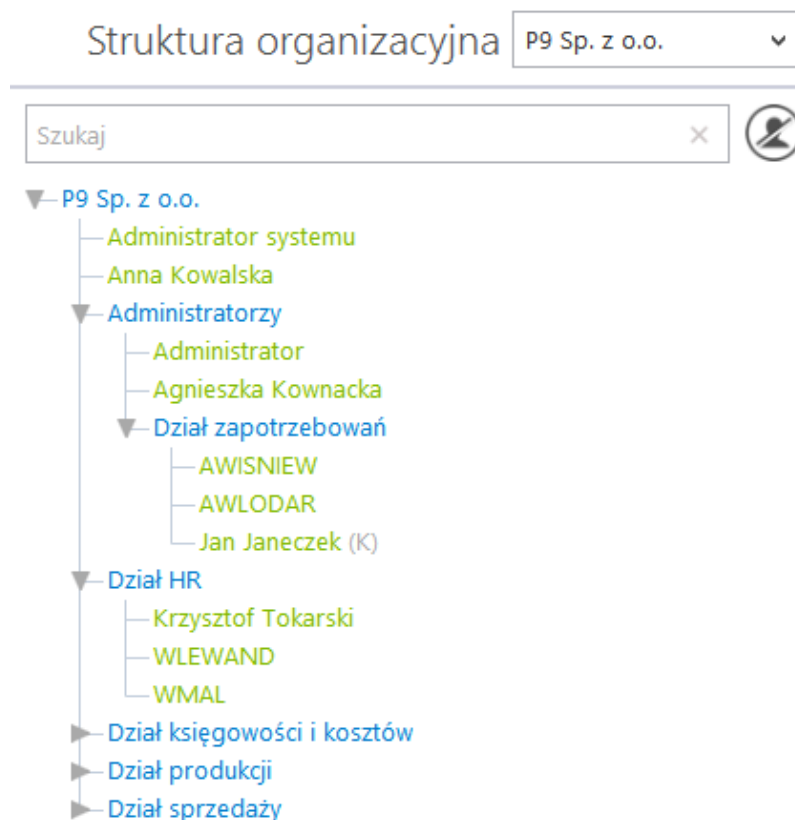 Struktura organizacyjna P9 Sp. z o.o.
Szukaj
P9 Sp. z o.o.
Administrator systemu
Anna Kowalska
Administratorzy
Administrator
Agnieszka Kownacka
Dział zapotrzebowań
AWISNIEW
AWLODAR
Jan Janeczek (K)
Dział HR
Krzysztof Tokarski
WLEWAND
WMAL
Dział księgowości i kosztów
Dział produkcji
Dział sprzedaży